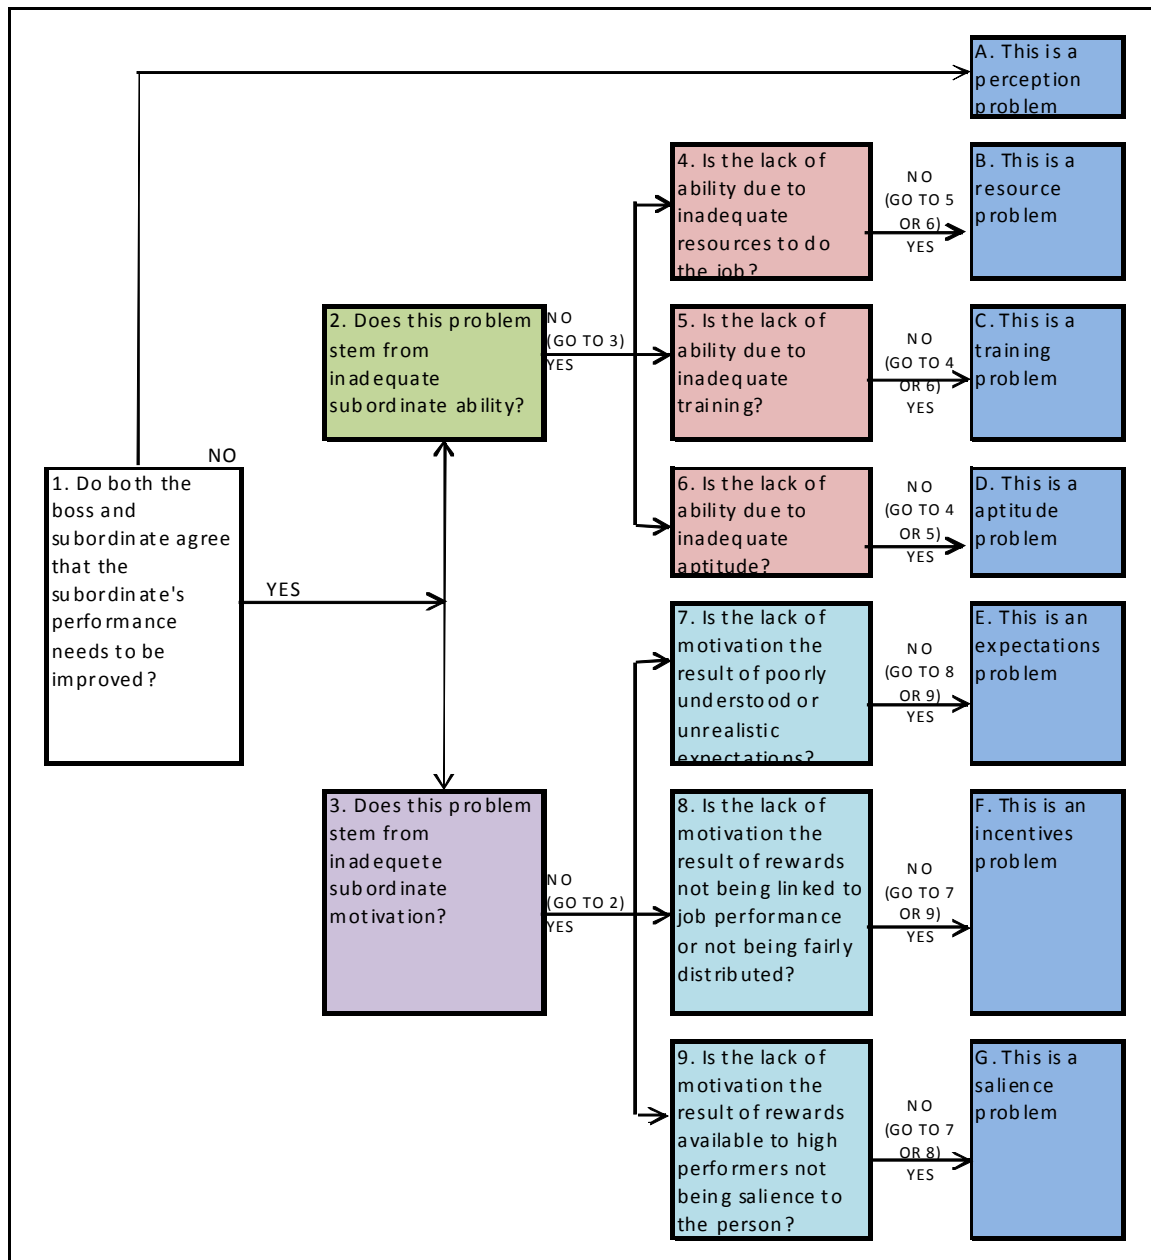 A. This is a
perception
problem
4. Is the lack of
ability due to
inadequate
resources to do
the job?
NO
(GO TO 5
OR 6)
YES
B. This is a
resource
problem
2. Does this problem
stem from
inadequate
subordinate ability?
NO
(GO TO 3)
YES
5. Is the lack of
ability due to
inadequate
training?
NO
(GO TO 4
OR 6)
YES
C. This is a
training
problem
NO
1. Do both the
boss and
subordinate agree
that the
subordinate's
performance
needs to be
improved?
YES
6. Is the lack of
ability due to
inadequate
aptitude?
NO
(GO TO 4
OR 5)
YES
D. This is a
aptitude
problem
7. Is the lack of
motivation the
result of poorly
understood or
unrealistic
expectations?
NO
(GO TO 8
OR 9)
YES
E. This is an
expectations
problem
3. Does this problem
stem from
inadequete
subordinate
motivation?
NO
(GO TO 2)
YES
8. Is the lack of
motivation the
result of rewards
not being linked to
job performance
or not being fairly
distributed?
NO
(GO TO 7
OR 9)
YES
F. This is an
incentives
problem
9. Is the lack of
motivation the
result of rewards
available to high
performers not
being salience to
the person?
NO
(GO TO 7
OR 8)
YES
G. This is a
salience
problem